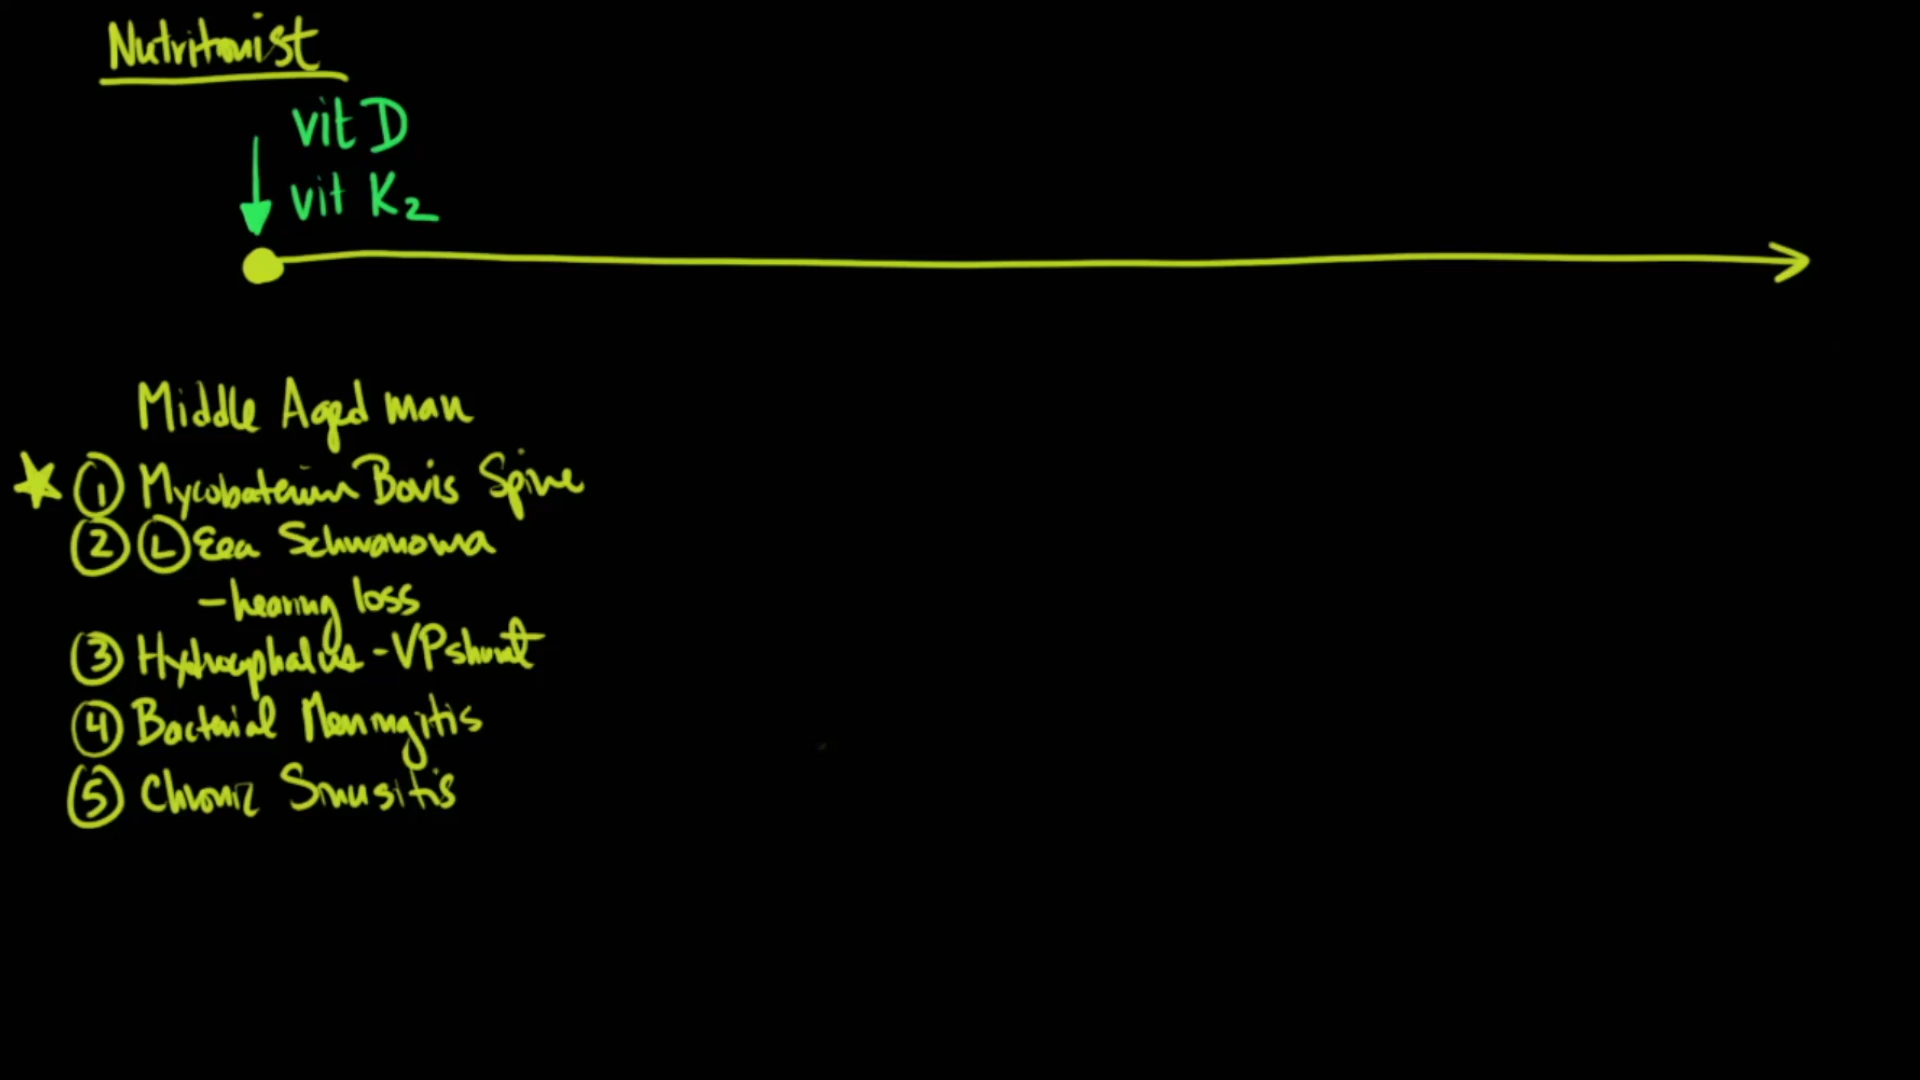 Nutritionist
vit D
vit K2
Middle Aged man
① Mycobaterium Bovis Spine
② Ⓛ Eea Schwanoma
- hearing loss
③ Hydrocephalus - VP shunt
④ Bacterial Meningitis
⑤ Chronic Sinusitis